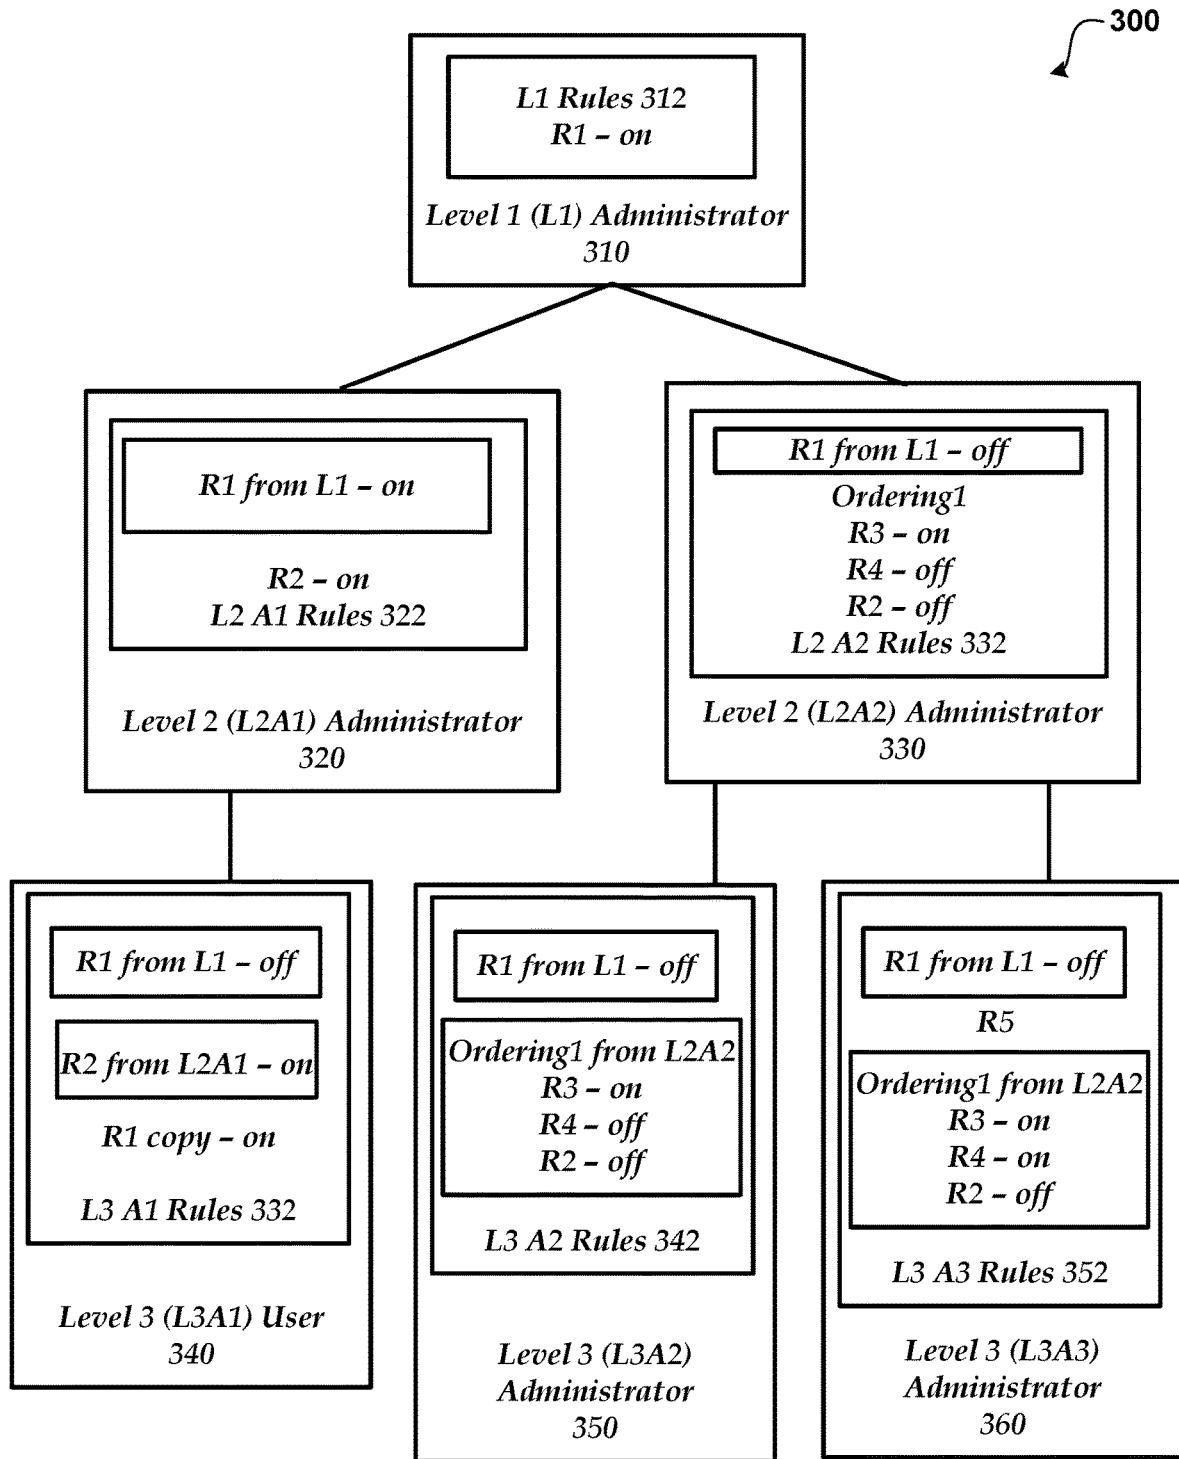 300
L1 Rules 312
R1 – on
Level 1 (L1) Administrator
310
R1 from L1 – on
R2 – on
L2 A1 Rules 322
Level 2 (L2A1) Administrator
320
R1 from L1 – off
Ordering1
R3 – on
R4 – off
R2 – off
L2 A2 Rules 332
Level 2 (L2A2) Administrator
330
R1 from L1 – off
R2 from L2A1 – on
R1 copy – on
L3 A1 Rules 332
Level 3 (L3A1) User
340
R1 from L1 – off
Ordering1 from L2A2
R3 – on
R4 – off
R2 – off
L3 A2 Rules 342
Level 3 (L3A2)
Administrator
350
R1 from L1 – off
R5
Ordering1 from L2A2
R3 – on
R4 – on
R2 – off
L3 A3 Rules 352
Level 3 (L3A3)
Administrator
360